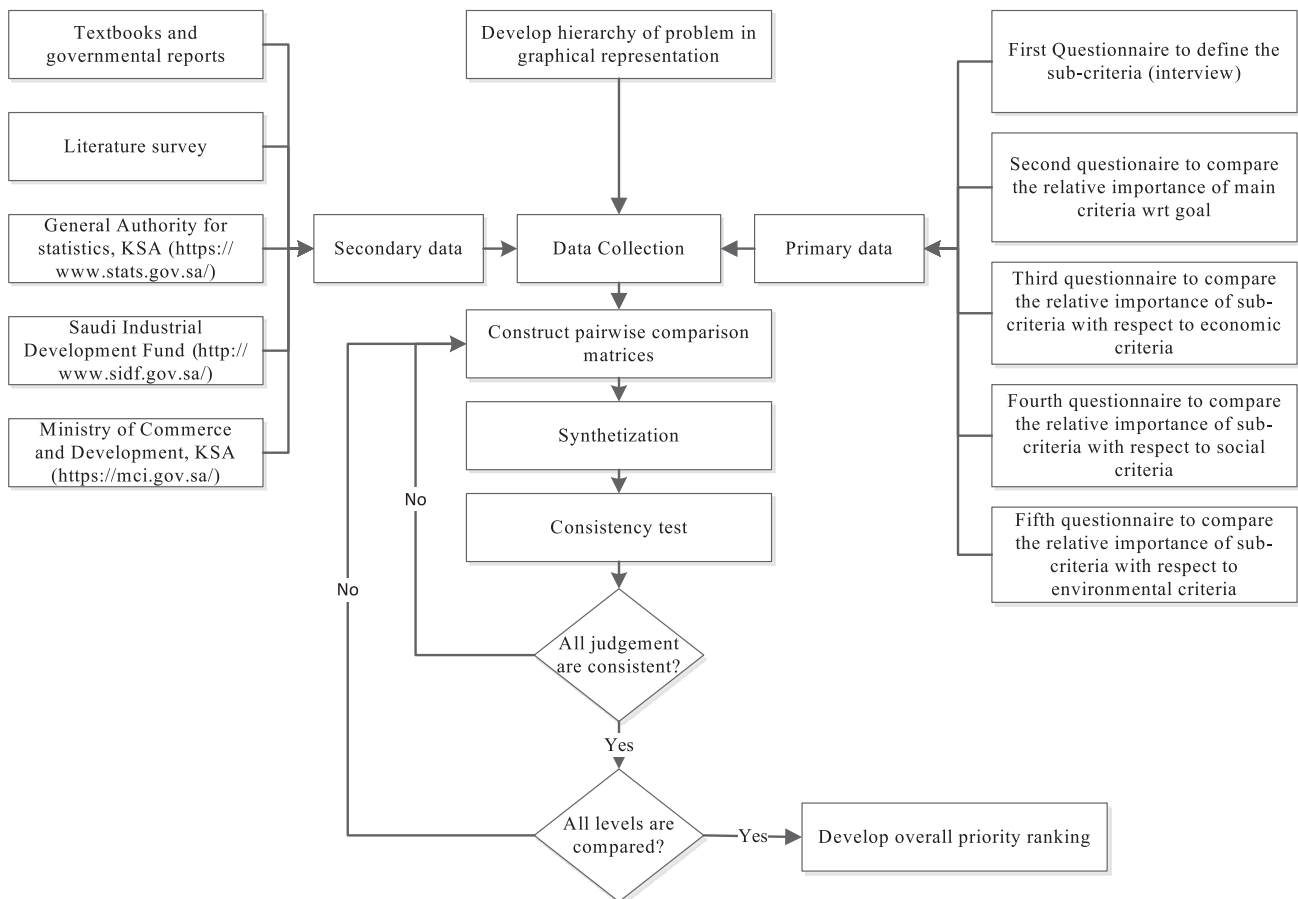 Textbooks and
governmental reports
Literature survey
General Authority for
statistics, KSA (https://
www.stats.gov.sa/)
Saudi Industrial
Development Fund (http://
www.sidf.gov.sa/)
Ministry of Commerce
and Development, KSA
(https://mci.gov.sa/)
Secondary data
Develop hierarchy of problem in
graphical representation
Data Collection
Primary data
First Questionnaire to define the
sub-criteria (interview)
Second questionaire to compare
the relative importance of main
criteria wrt goal
Third questionnaire to compare
the relative importance of sub-
criteria with respect to economic
criteria
Fourth questionnaire to compare
the relative importance of sub-
criteria with respect to social
criteria
Fifth questionnaire to compare
the relative importance of sub-
criteria with respect to
environmental criteria
Construct pairwise comparison
matrices
Synthetization
Consistency test
No
No
All judgement
are consistent?
Yes
All levels are
compared?
Yes
Develop overall priority ranking